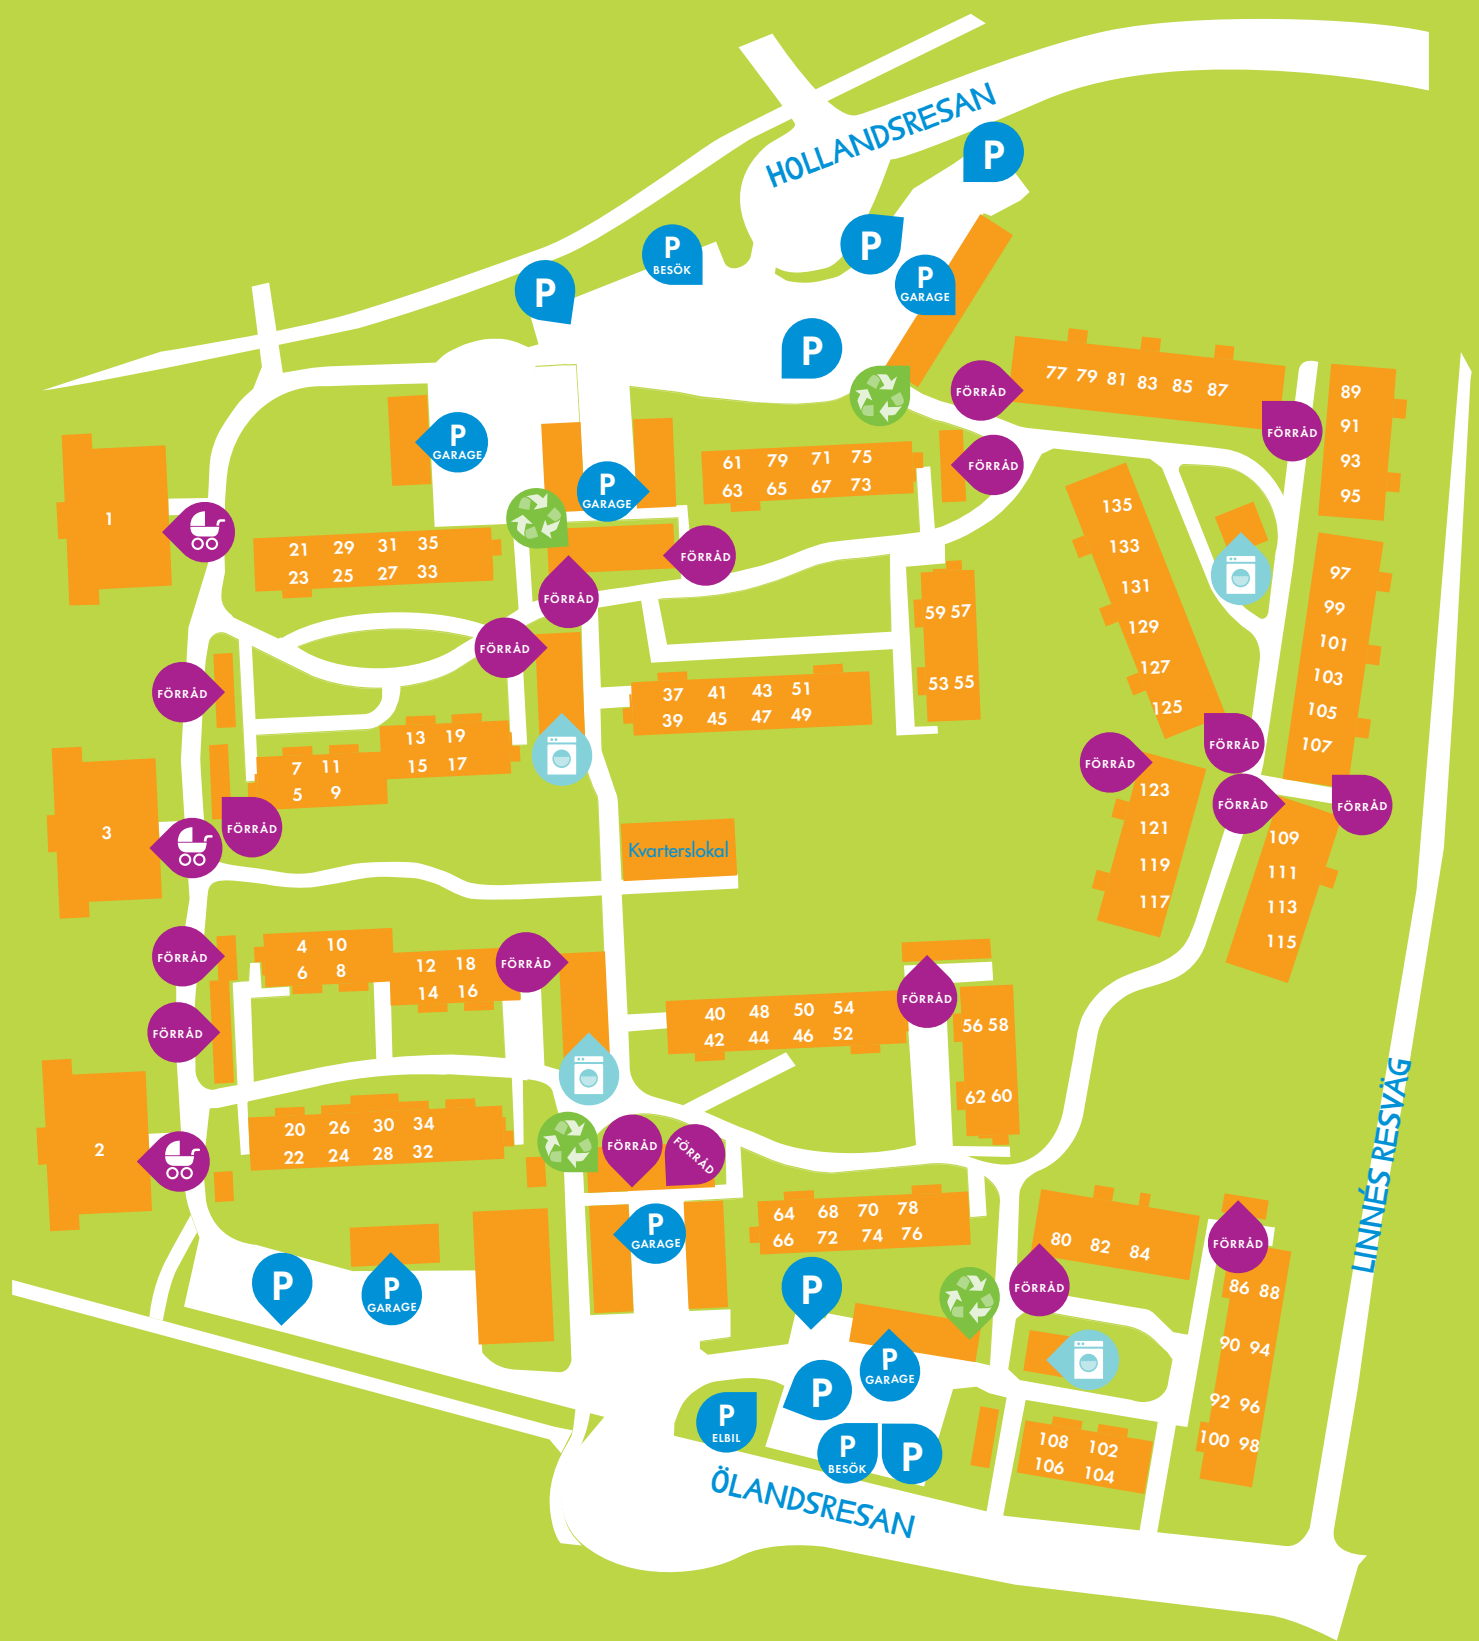 HOLLANDSRESAN
P
P
P
BESÖK
P
GARAGE
P
P
77 79 81 83 85 87
FÖRRÅD
89
91
93
95
FÖRRÅD
P
GARAGE
61 79 71 75
63 65 67 73
FÖRRÅD
P
GARAGE
1
21 29 31 35
23 25 27 33
FÖRRÅD
FÖRRÅD
FÖRRÅD
135
133
131
129
127
125
97
99
101
103
105
107
59 57
53 55
FÖRRÅD
37 41 43 51
39 45 47 49
13 19
15 17
7 11
5 9
FÖRRÅD
FÖRRÅD
FÖRRÅD
FÖRRÅD
FÖRRÅD
3
Kvarterslokal
123
121
119
117
109
111
113
115
4 10
6 8
12 18
14 16
FÖRRÅD
FÖRRÅD
FÖRRÅD
FÖRRÅD
40 48 50 54
42 44 46 52
56 58
62 60
LINNÉS RESVÄG
2
20 26 30 34
22 24 28 32
FÖRRÅD
FÖRRÅD
64 68 70 78
66 72 74 76
P
GARAGE
80 82 84
FÖRRÅD
FÖRRÅD
86 88
90 94
92 96
100 98
P
P
GARAGE
P
P
GARAGE
P
P
ELBIL
P
BESÖK
P
108 102
106 104
ÖLANDSRESAN